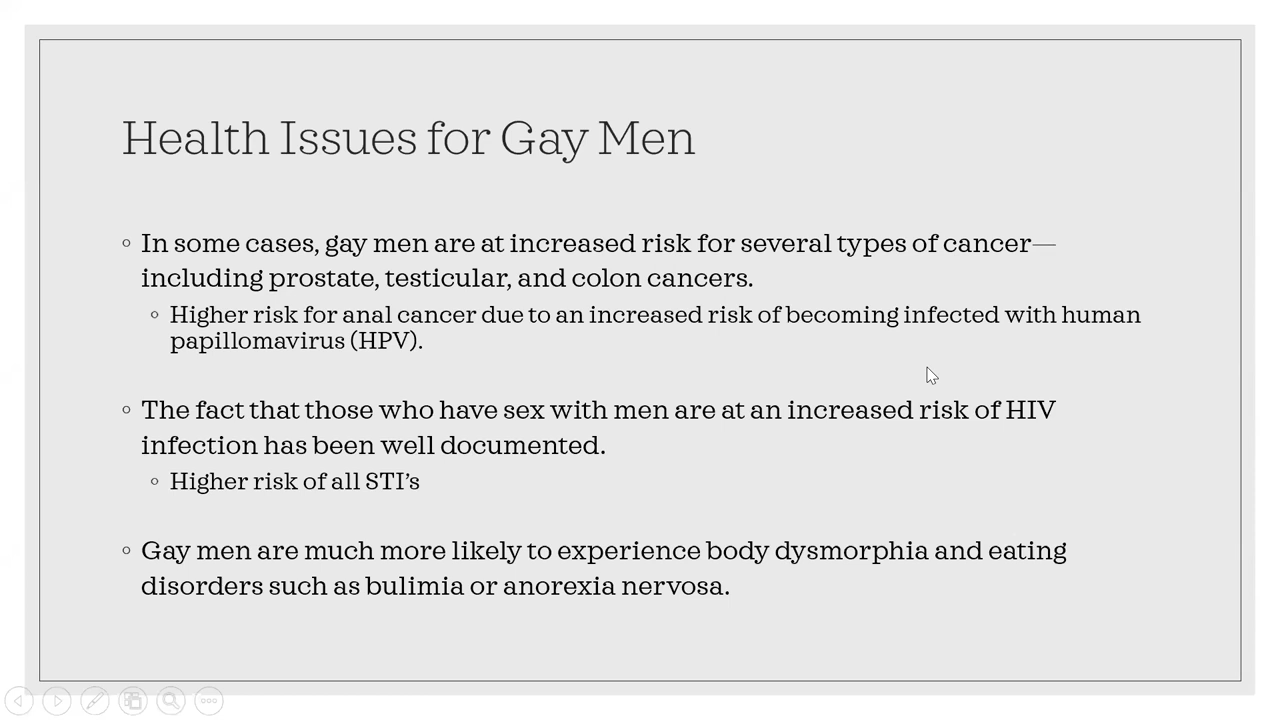 Health Issues for Gay Men
◦ In some cases, gay men are at increased risk for several types of cancer—
including prostate, testicular, and colon cancers.
◦ Higher risk for anal cancer due to an increased risk of becoming infected with human
papillomavirus (HPV).
◦ The fact that those who have sex with men are at an increased risk of HIV
infection has been well documented.
◦ Higher risk of all STI’s
◦ Gay men are much more likely to experience body dysmorphia and eating
disorders such as bulimia or anorexia nervosa.